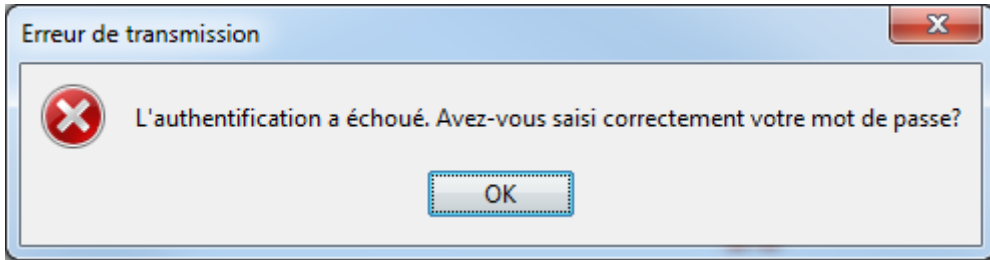 Erreur de transmission
L'authentification a échoué. Avez-vous saisi correctement votre mot de passe?
OK